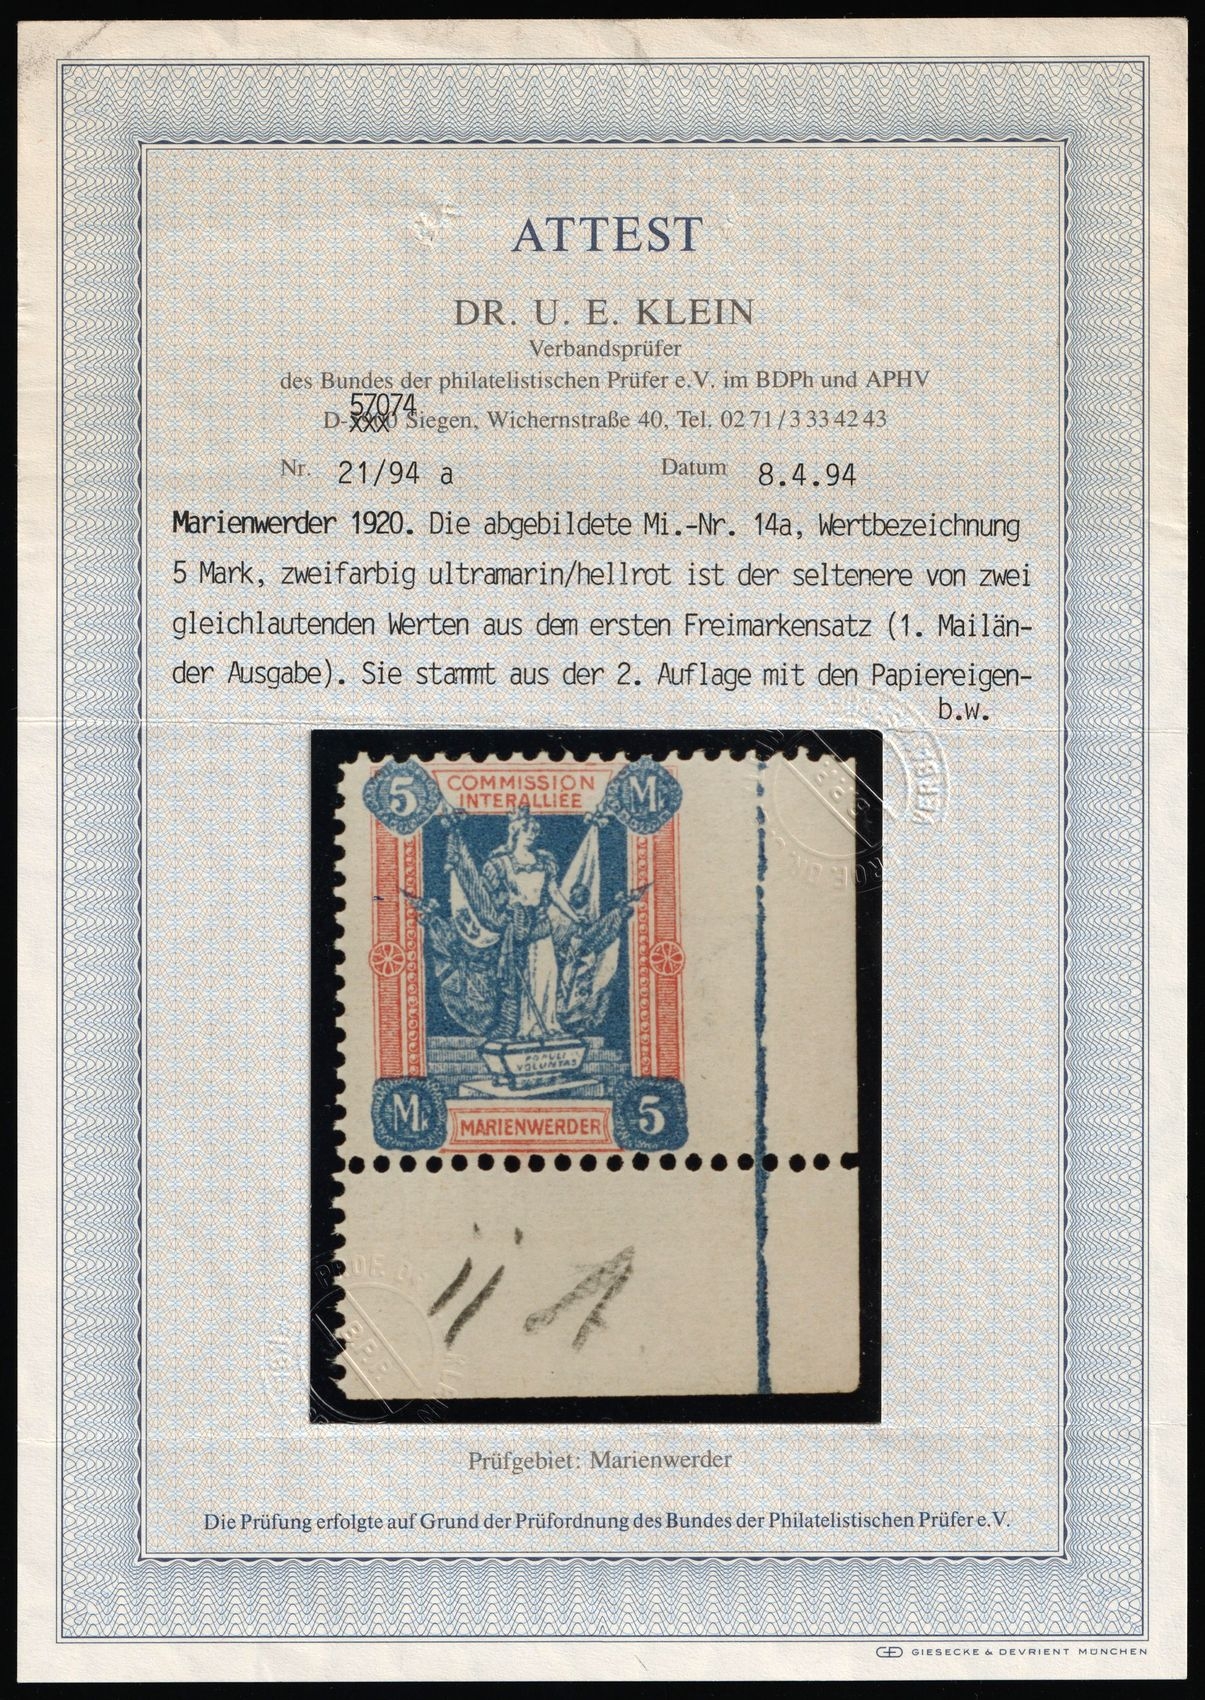 ATTEST
DR. U. E. KLEIN
Verbandsprüfer
des Bundes der philatelistischen Prüfer e.V. im BDPh und APHV
57074
D- Siegen, Wichernstraße 40, Tel. 02 71 / 3 33 42 43
Nr. 21/94 a Datum 8.4.94
Marienwerder 1920. Die abgebildete Mi.-Nr. 14a, Wertbezeichnung
5 Mark, zweifarbig ultramarin/hellrot ist der seltenere von zwei
gleichlautenden Werten aus dem ersten Freimarkensatz (1. Mailän-
der Ausgabe). Sie stammt aus der 2. Auflage mit den Papiereigen-
b.w.
5 COMMISSION M
INTERALLIÉE
POPULI
VOLUNTAS
Mk MARIENWERDER 5
Prüfgebiet: Marienwerder
Die Prüfung erfolgte auf Grund der Prüfordnung des Bundes der Philatelistischen Prüfer e.V.
GIESECKE & DEVRIENT MÜNCHEN